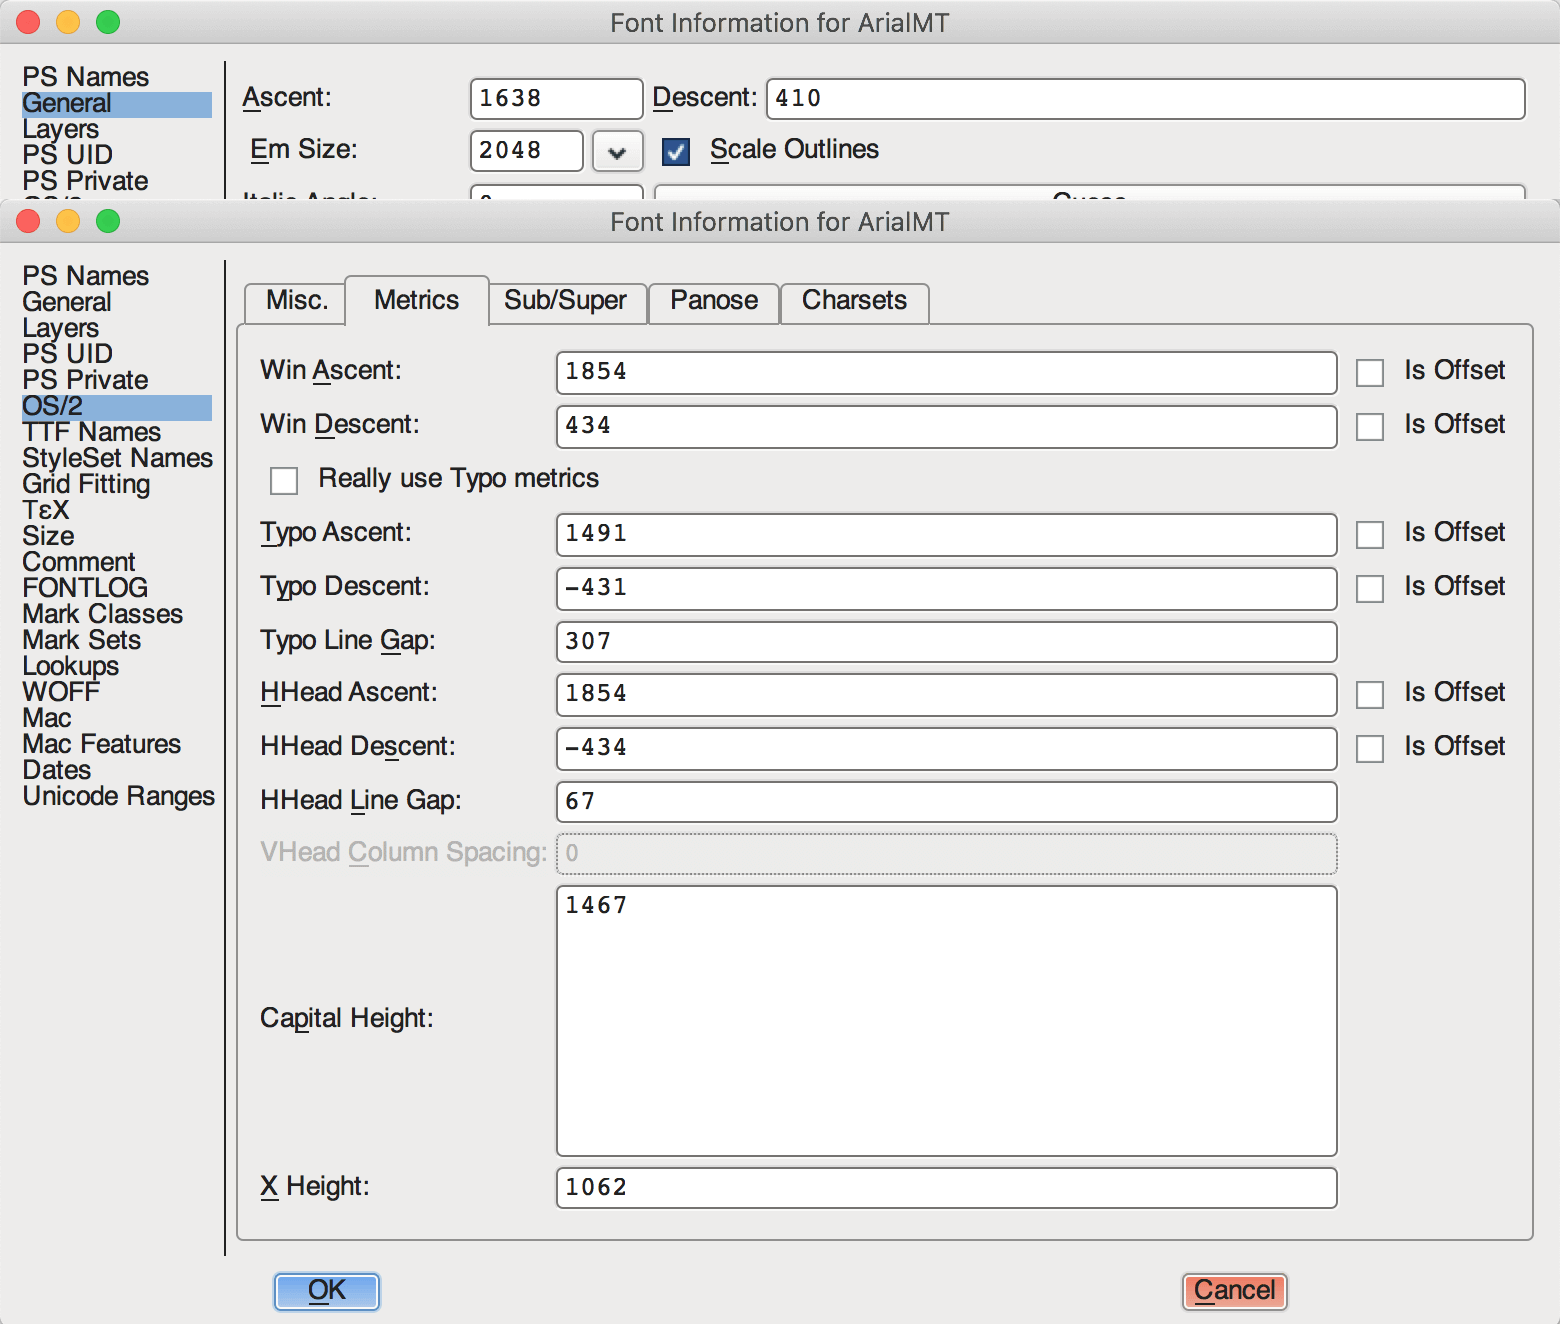 Font Information for ArialMT
PS Names
General
Layers
PS UID
PS Private
Ascent: 1638 Descent: 410
Em Size: 2048 Scale Outlines
Font Information for ArialMT
PS Names
General
Layers
PS UID
PS Private
OS/2
TTF Names
StyleSet Names
Grid Fitting
TεX
Size
Comment
FONTLOG
Mark Classes
Mark Sets
Lookups
WOFF
Mac
Mac Features
Dates
Unicode Ranges
Misc. Metrics Sub/Super Panose Charsets
Win Ascent: 1854 Is Offset
Win Descent: 434 Is Offset
Really use Typo metrics
Typo Ascent: 1491 Is Offset
Typo Descent: -431 Is Offset
Typo Line Gap: 307
HHead Ascent: 1854 Is Offset
HHead Descent: -434 Is Offset
HHead Line Gap: 67
VHead Column Spacing: 0
Capital Height: 1467
X Height: 1062
OK Cancel